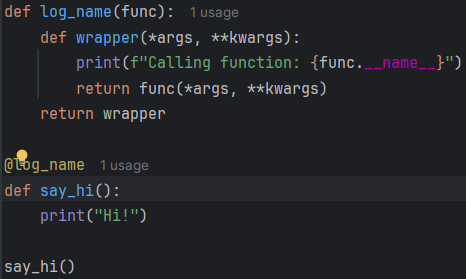 def log_name(func): 1 usage
    def wrapper(*args, **kwargs):
        print(f"Calling function: {func.__name__}")
        return func(*args, **kwargs)
    return wrapper

@log_name 1 usage
def say_hi():
    print("Hi!")

say_hi()